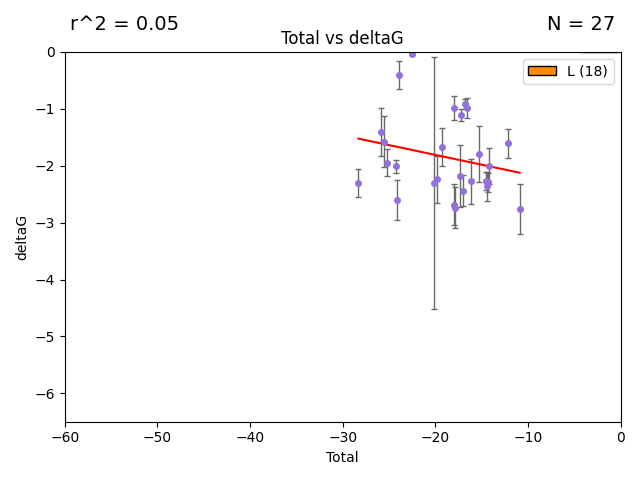 r^2 = 0.05
N = 27
Total vs deltaG
L (18)
deltaG
0
−1
−2
−3
−4
−5
−6
−60
−50
−40
−30
−20
−10
0
Total